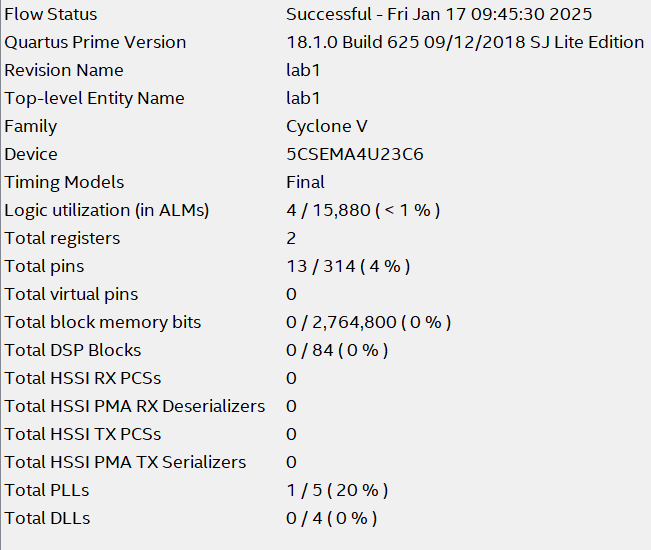 Flow Status Successful - Fri Jan 17 09:45:30 2025
Quartus Prime Version 18.1.0 Build 625 09/12/2018 SJ Lite Edition
Revision Name lab1
Top-level Entity Name lab1
Family Cyclone V
Device 5CSEMA4U23C6
Timing Models Final
Logic utilization (in ALMs) 4 / 15,880 ( < 1 % )
Total registers 2
Total pins 13 / 314 ( 4 % )
Total virtual pins 0
Total block memory bits 0 / 2,764,800 ( 0 % )
Total DSP Blocks 0 / 84 ( 0 % )
Total HSSI RX PCSs 0
Total HSSI PMA RX Deserializers 0
Total HSSI TX PCSs 0
Total HSSI PMA TX Serializers 0
Total PLLs 1 / 5 ( 20 % )
Total DLLs 0 / 4 ( 0 % )